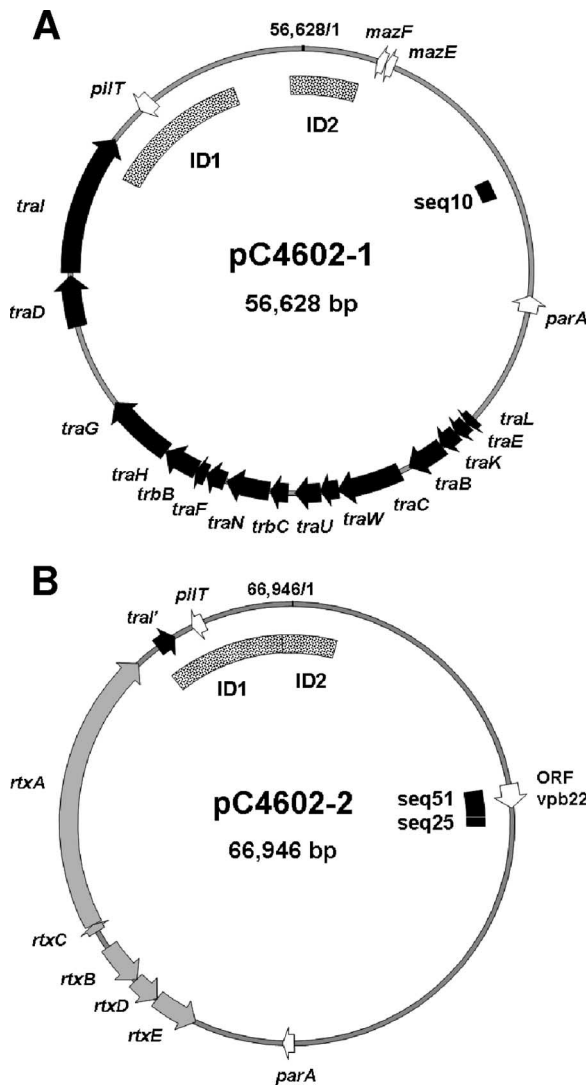 A
56,628/1
mazF
mazE
pilT
ID1
ID2
traI
seq10
pC4602-1
56,628 bp
traD
parA
traL
traE
traK
traB
traC
traW
traU
trbC
traN
traF
trbB
traH
traG
B
66,946/1
pilT
traI'
ID1
ID2
rtxA
ORF
vpb22
seq51
seq25
pC4602-2
66,946 bp
rtxC
rtxB
rtxD
rtxE
parA